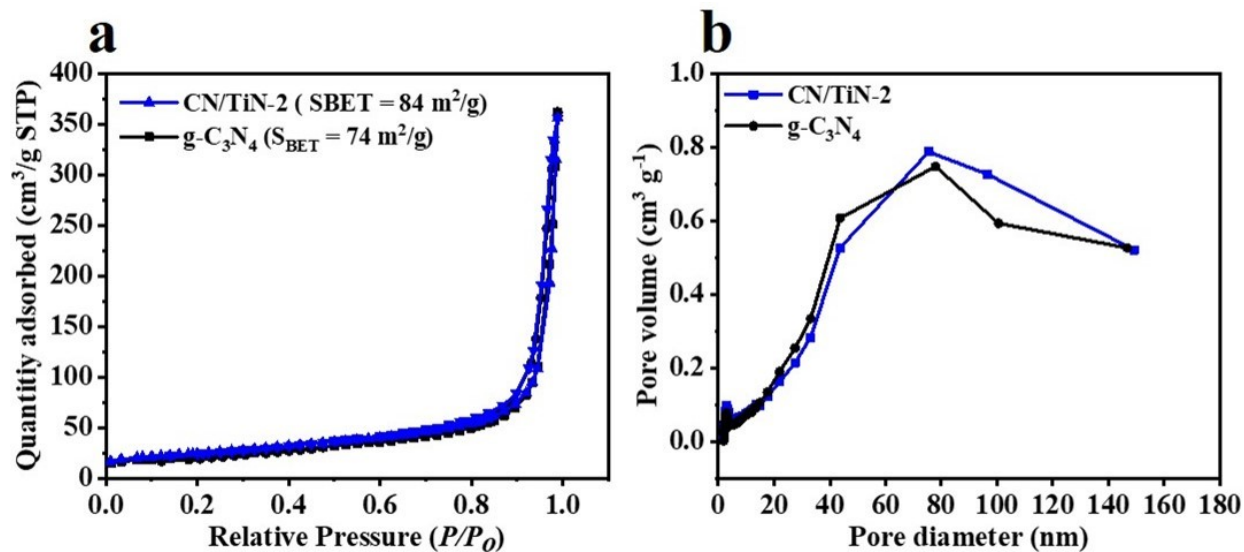 a
400
350
300
250
200
150
100
50
0
Quantitiy adsorbed (cm³/g STP)
CN/TiN-2 ( SBET = 84 m²/g)
g-C₃N₄ (S_BET = 74 m²/g)
0.0 0.2 0.4 0.6 0.8 1.0
Relative Pressure (P/P₀)
b
1.0
0.8
0.6
0.4
0.2
0.0
Pore volume (cm³ g⁻¹)
CN/TiN-2
g-C₃N₄
0 20 40 60 80 100 120 140 160 180
Pore diameter (nm)